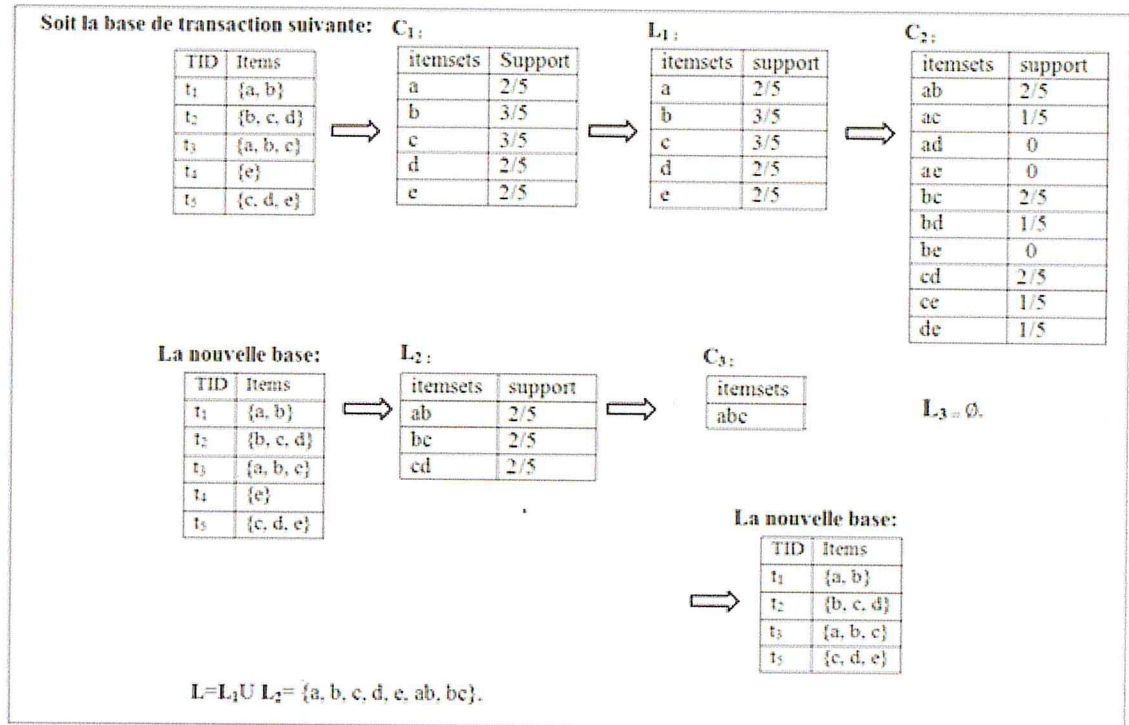 Soit la base de transaction suivante:
TID Items
t1 {a, b}
t2 {b, c, d}
t3 {a, b, c}
t4 {e}
t5 {c, d, e}
C1 :
itemsets Support
a 2/5
b 3/5
c 3/5
d 2/5
e 2/5
L1 :
itemsets support
a 2/5
b 3/5
c 3/5
d 2/5
e 2/5
C2 :
itemsets support
ab 2/5
ac 1/5
ad 0
ae 0
bc 2/5
bd 1/5
be 0
cd 2/5
ce 1/5
de 1/5
La nouvelle base:
TID Items
t1 {a, b}
t2 {b, c, d}
t3 {a, b, c}
t4 {e}
t5 {c, d, e}
L2 :
itemsets support
ab 2/5
bc 2/5
cd 2/5
C3 :
itemsets
abc
L3 = Ø.
La nouvelle base:
TID Items
t1 {a, b}
t2 {b, c, d}
t3 {a, b, c}
t5 {c, d, e}
L=L1U L2= {a, b, c, d, e, ab, bc}.